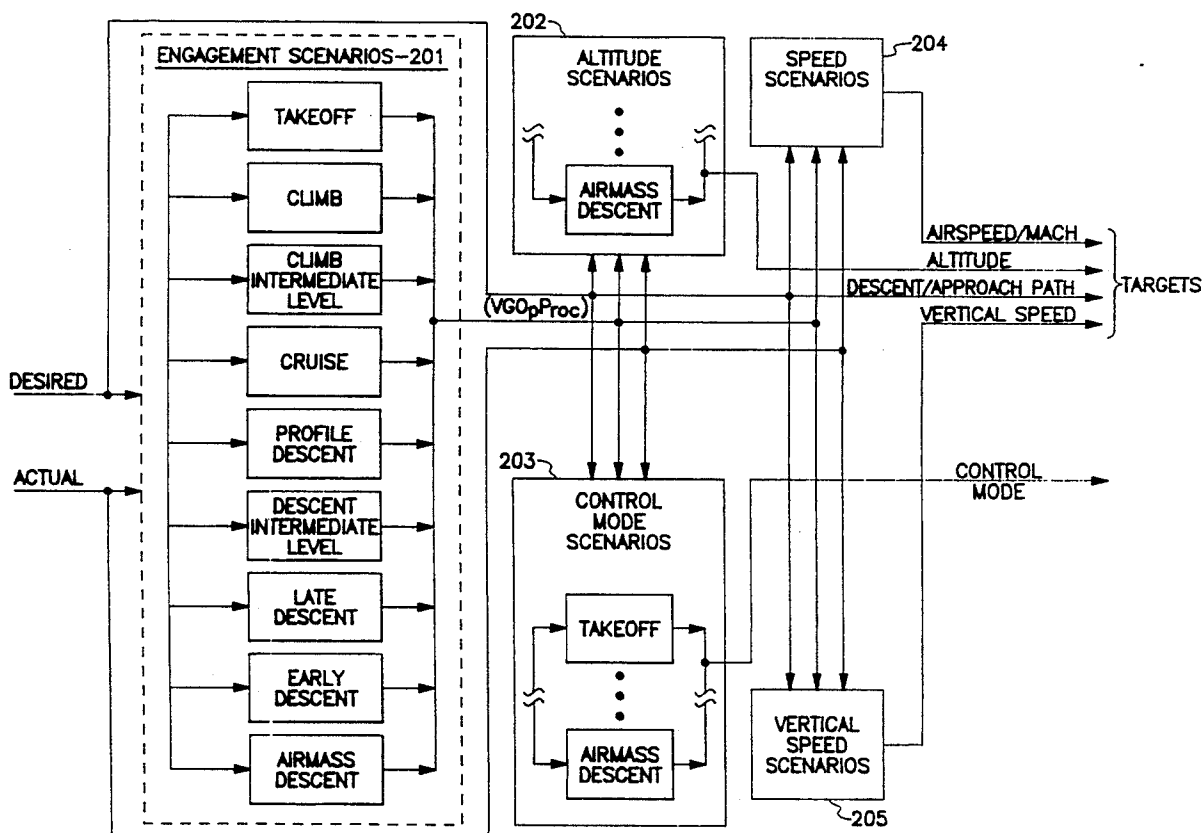 ENGAGEMENT SCENARIOS-201
TAKEOFF
CLIMB
CLIMB
INTERMEDIATE
LEVEL
CRUISE
PROFILE
DESCENT
DESCENT
INTERMEDIATE
LEVEL
LATE
DESCENT
EARLY
DESCENT
AIRMASS
DESCENT
DESIRED
ACTUAL
202
ALTITUDE
SCENARIOS
AIRMASS
DESCENT
(VGOpProc)
203
CONTROL
MODE
SCENARIOS
TAKEOFF
AIRMASS
DESCENT
204
SPEED
SCENARIOS
AIRSPEED/MACH
ALTITUDE
DESCENT/APPROACH PATH
VERTICAL SPEED
TARGETS
CONTROL
MODE
VERTICAL
SPEED
SCENARIOS
205